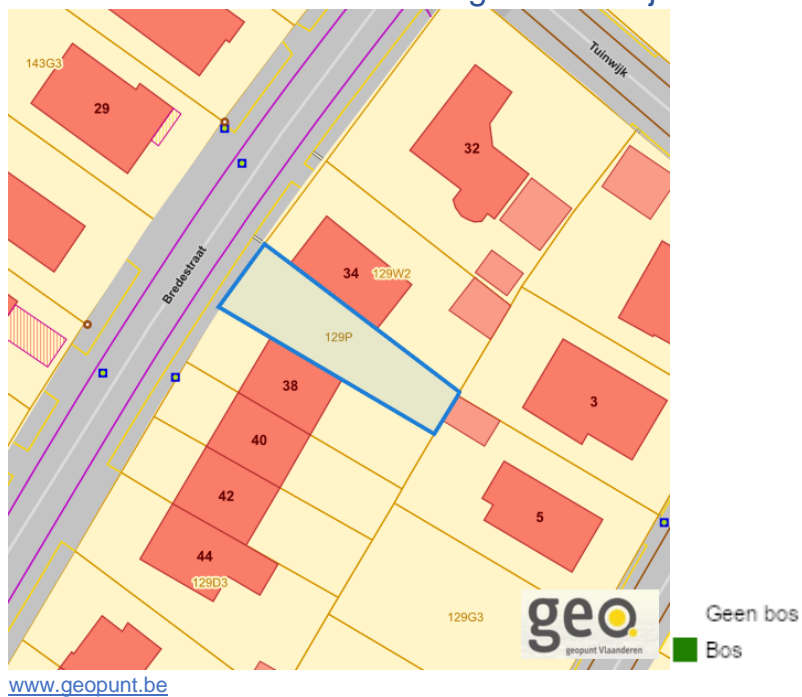 Tuinwijk
143G3
29
32
Bredestraat
34
129W2
129P
38
3
40
42
5
44
129D3
129G3
geo.
geopunt Vlaanderen
Geen bos
Bos
www.geopunt.be